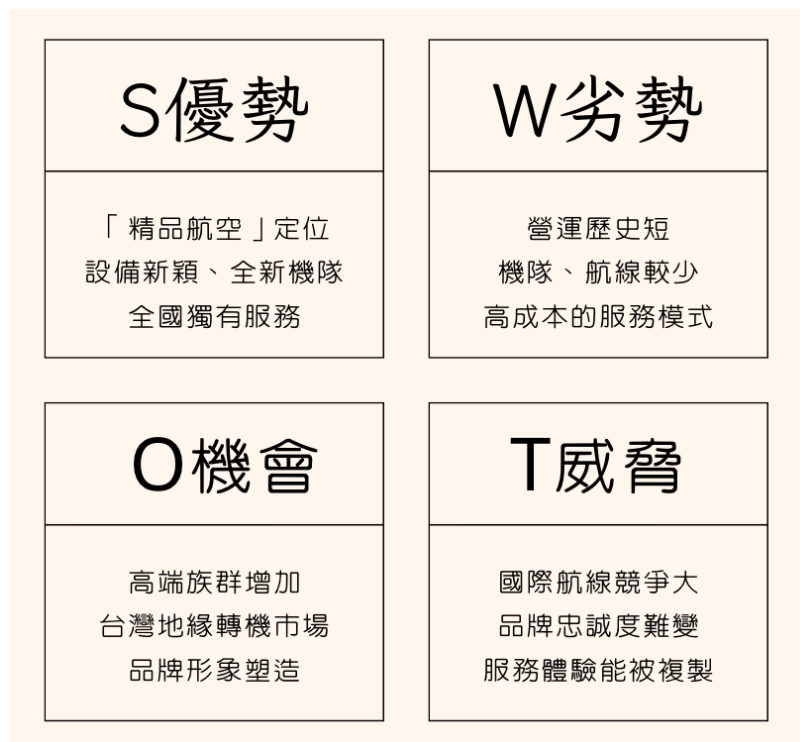 S優勢
「精品航空」定位
設備新穎、全新機隊
全國獨有服務
W劣勢
營運歷史短
機隊、航線較少
高成本的服務模式
O機會
高端族群增加
台灣地緣轉機市場
品牌形象塑造
T威脅
國際航線競爭大
品牌忠誠度難變
服務體驗能被複製